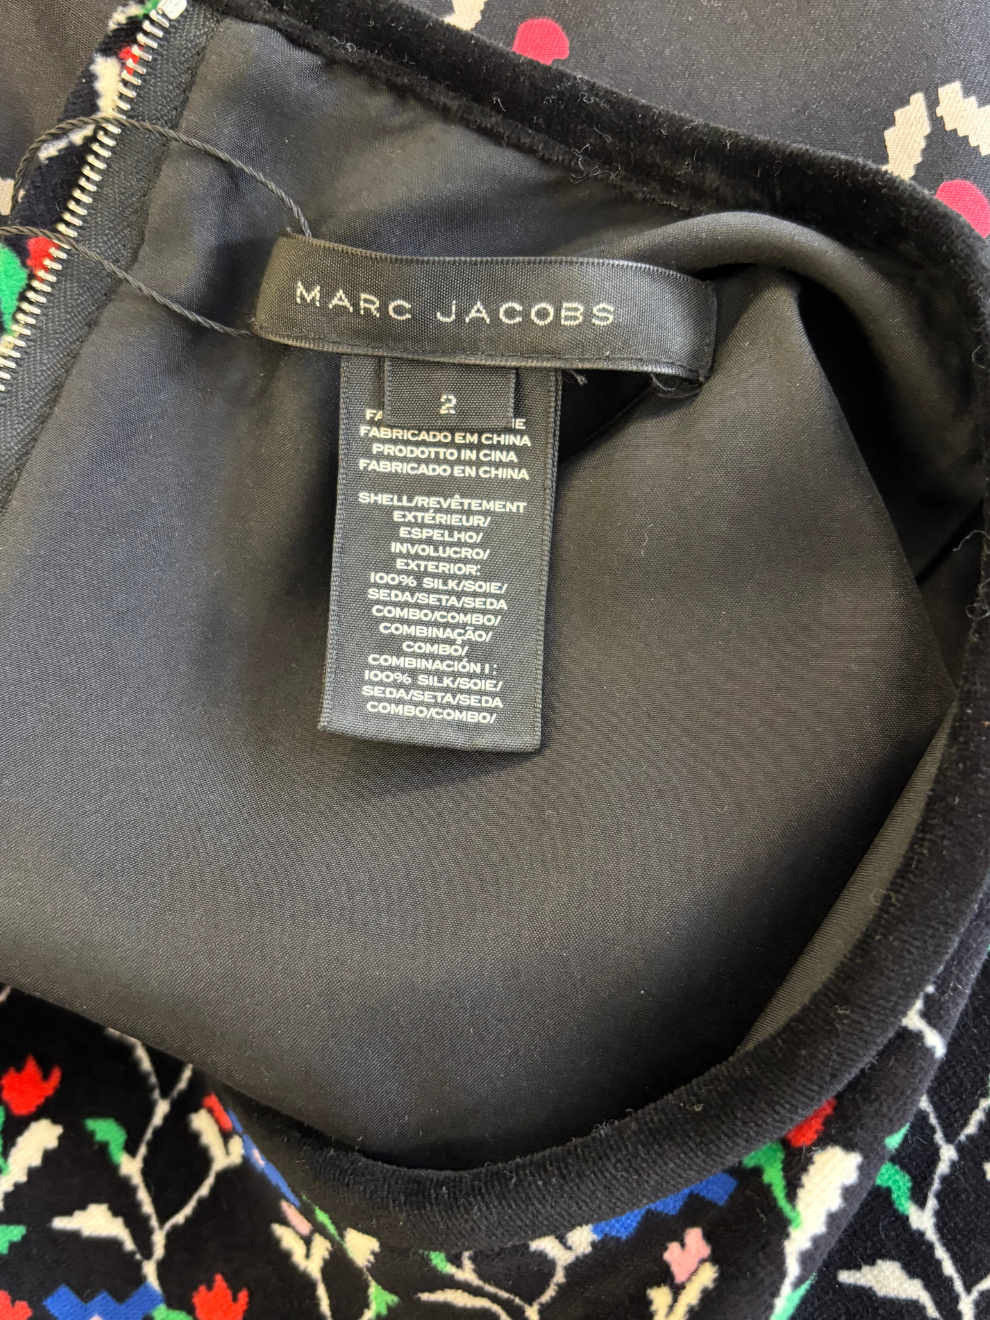 MARC JACOBS
2
FABRICADO EM CHINA
PRODOTTO IN CINA
FABRICADO EN CHINA
SHELL/REVÊTEMENT
EXTÉRIEUR/
ESPELHO/
INVOLUCRO/
EXTERIOR:
100% SILK/SOIE/
SEDA/SETA/SEDA
COMBO/COMBO/
COMBINAÇÃO/
COMBO/
COMBINACIÓN 1:
100% SILK/SOIE/
SEDA/SETA/SEDA
COMBO/COMBO/